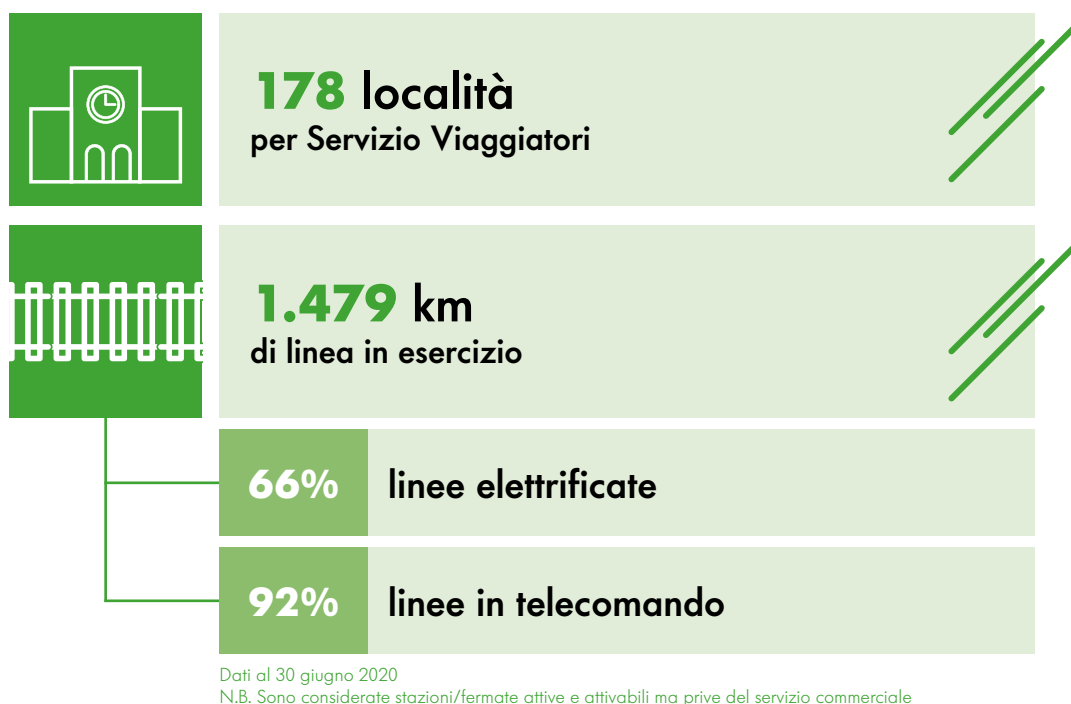 178 località
per Servizio Viaggiatori
1.479 km
di linea in esercizio
66% linee elettrificate
92% linee in telecomando
Dati al 30 giugno 2020
N.B. Sono considerate stazioni/fermate attive e attivabili ma prive del servizio commerciale